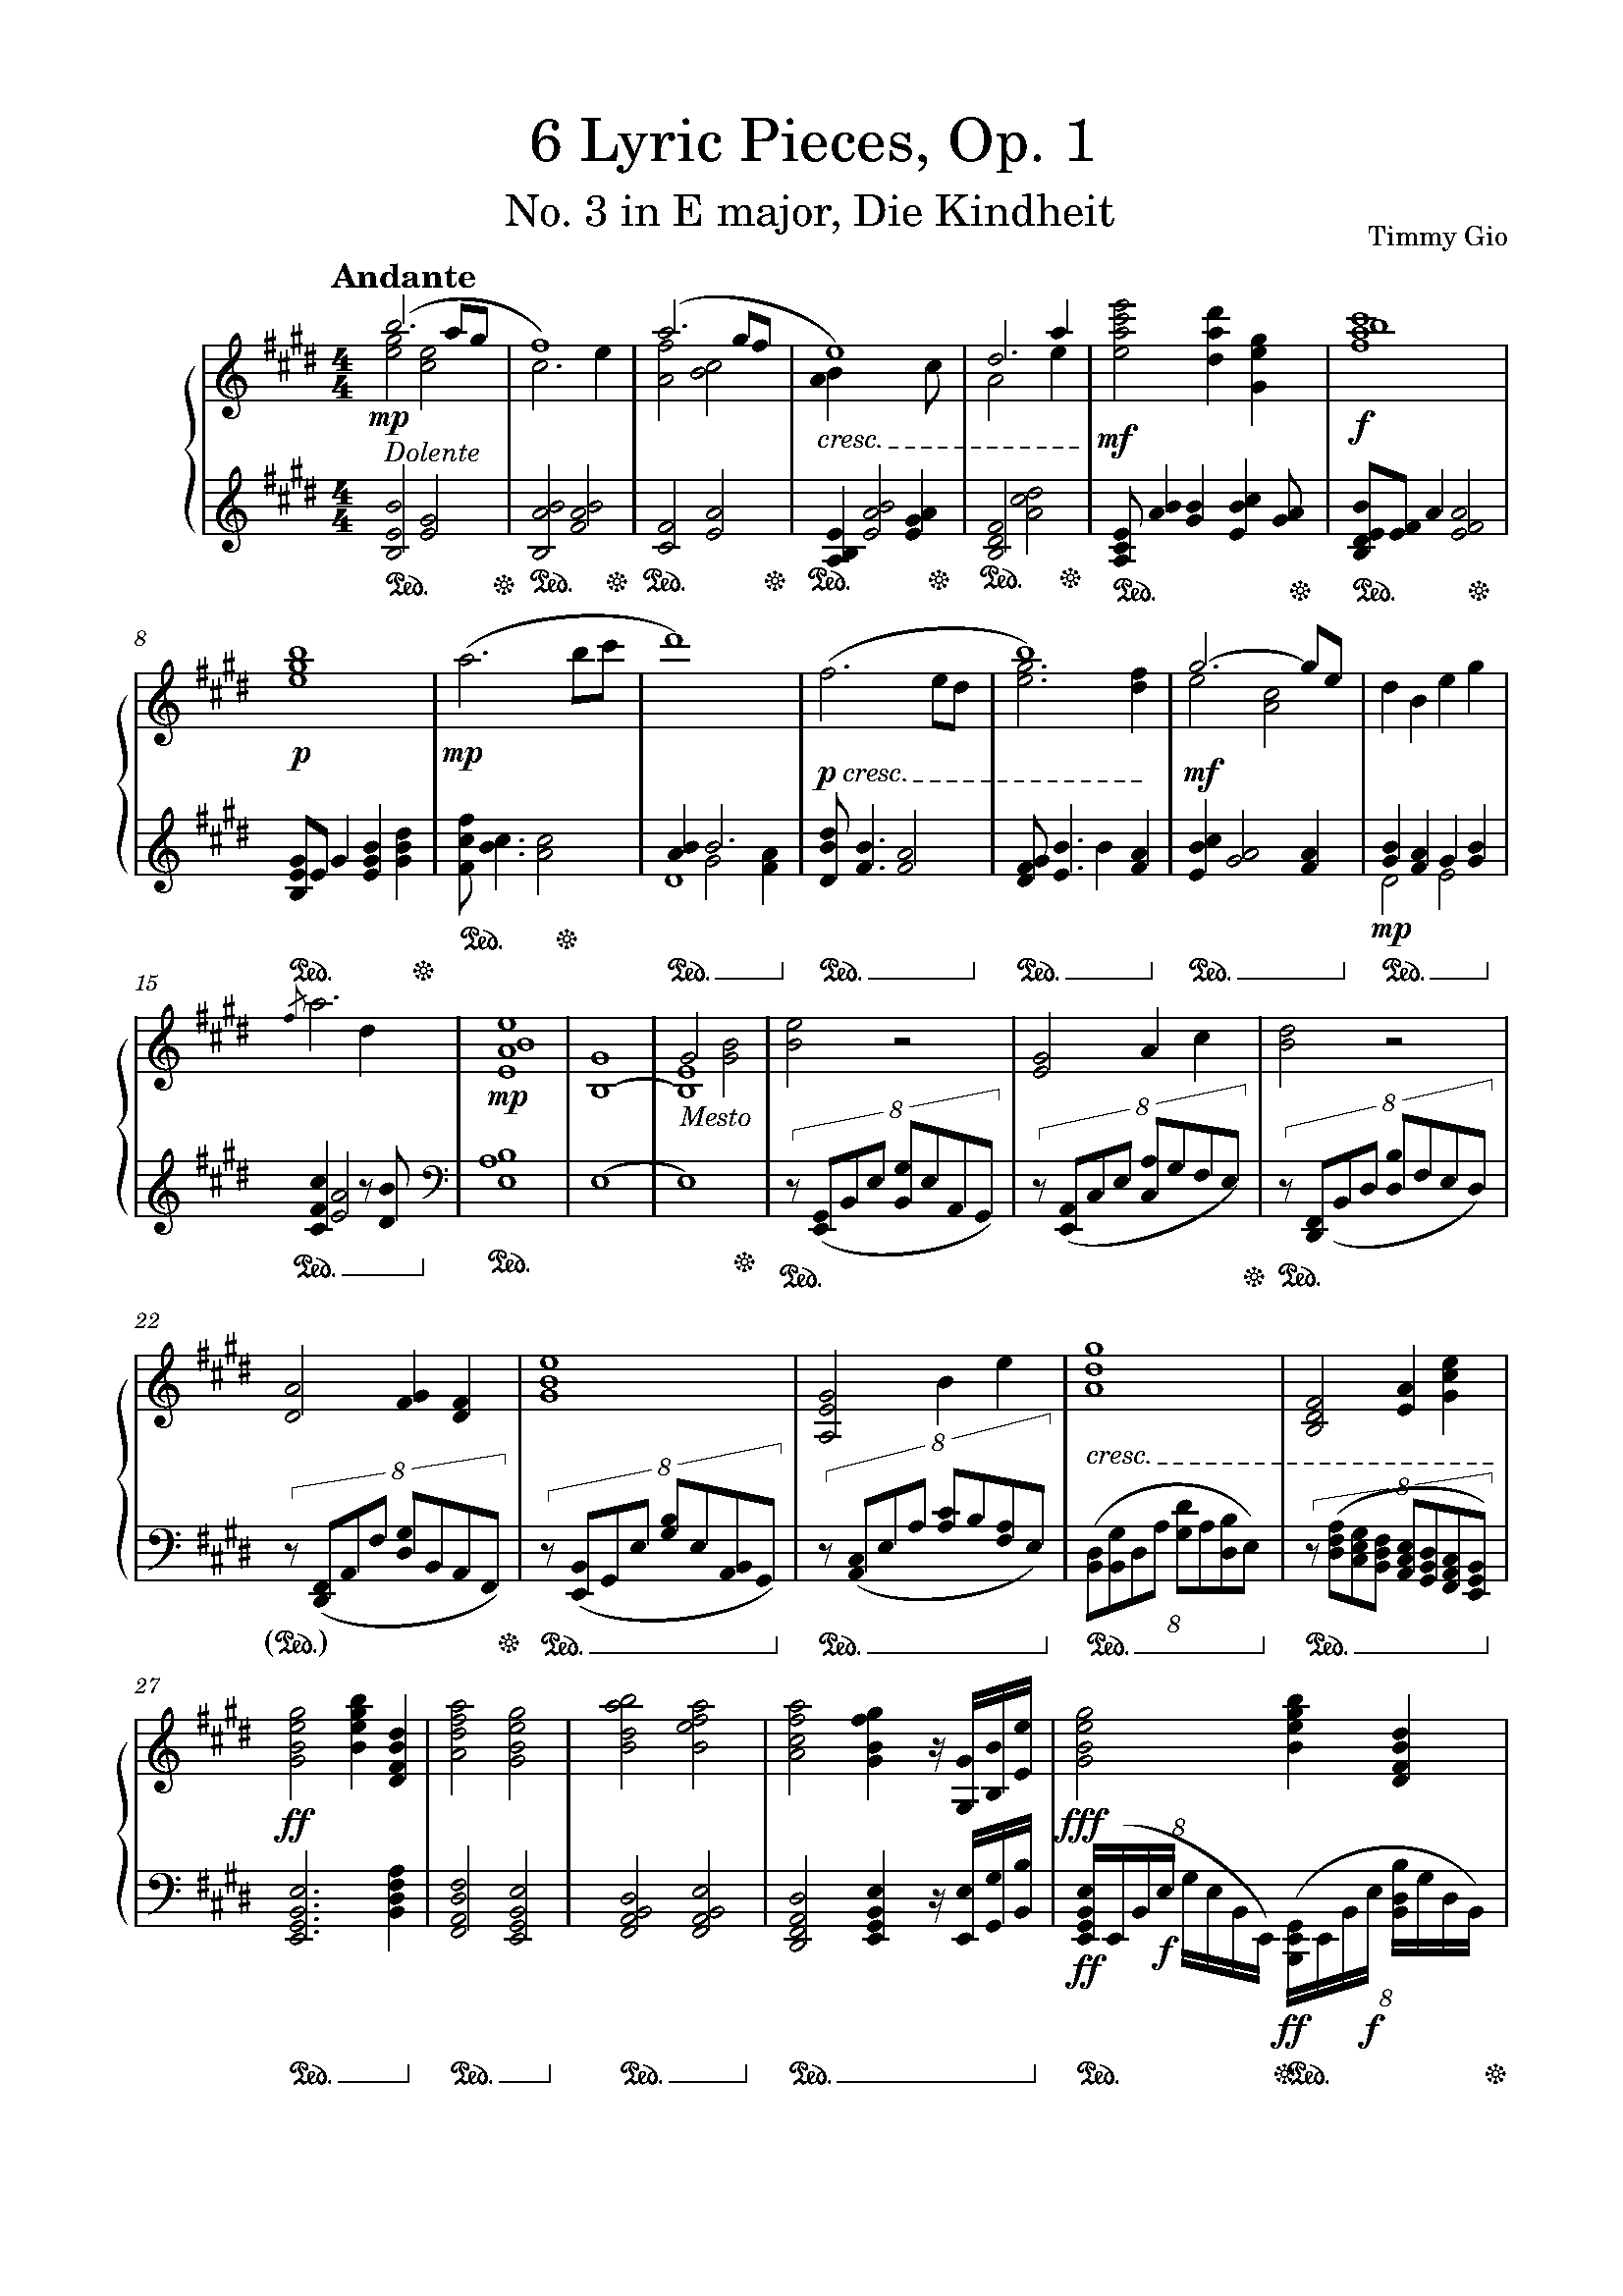 6 Lyric Pieces, Op. 1
No. 3 in E major, Die Kindheit
Timmy Gio
Andante
mp
Dolente
cresc.
mf
f
Ped. Ped. Ped. Ped. Ped. Ped. Ped.
8
p mp p cresc. mf
mp
Ped. Ped. Ped. Ped. Ped. Ped. Ped.
15
mp
Mesto
8 8 8
Ped. Ped. Ped. Ped.
22
cresc.
8 8 8 8 8
(Ped.) Ped. Ped. Ped. Ped.
27
ff fff
8
ff f
8
ff f
Ped. Ped. Ped. Ped. Ped. Ped.